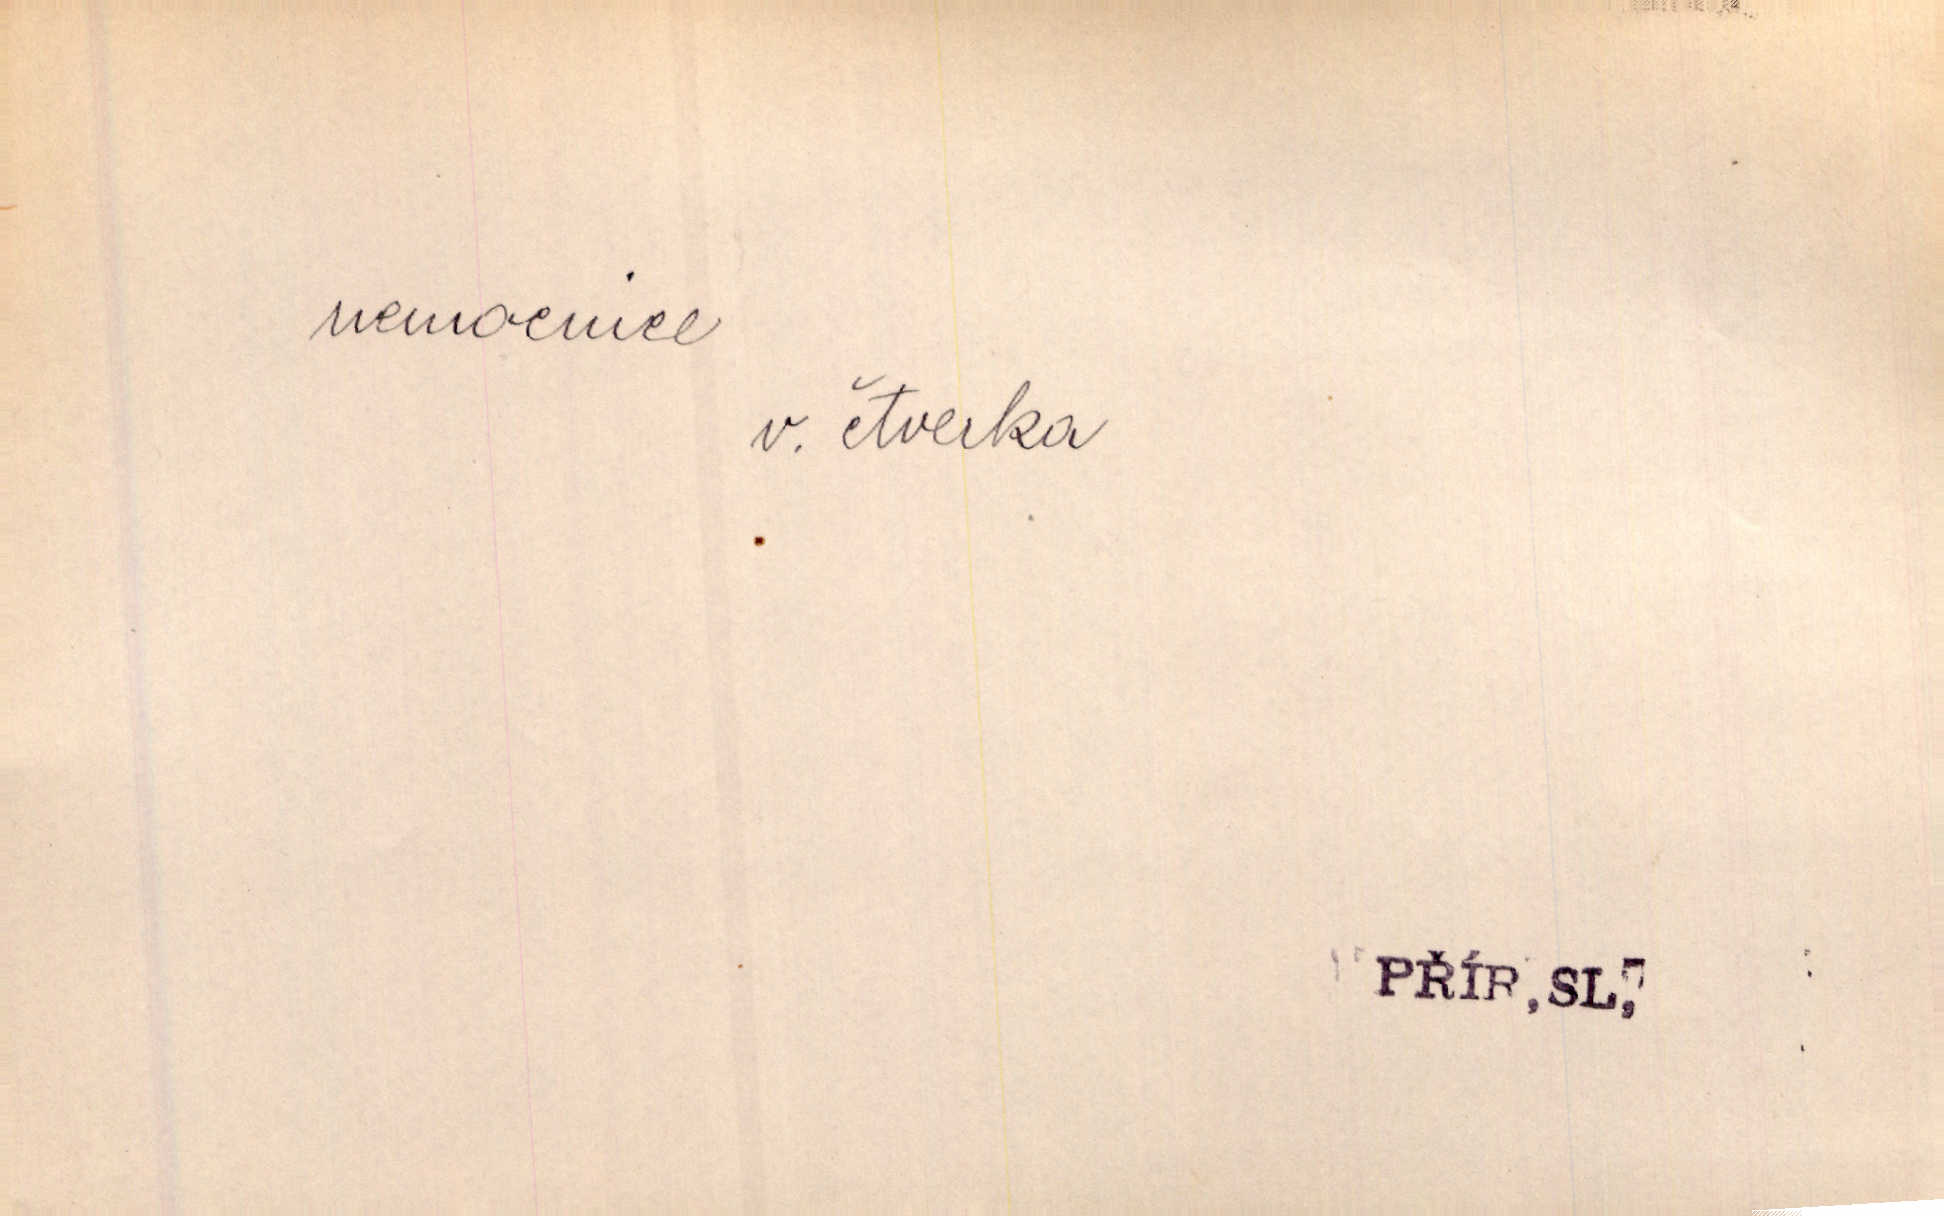 nemocnice
v. čtverka
PŘÍR, SL,